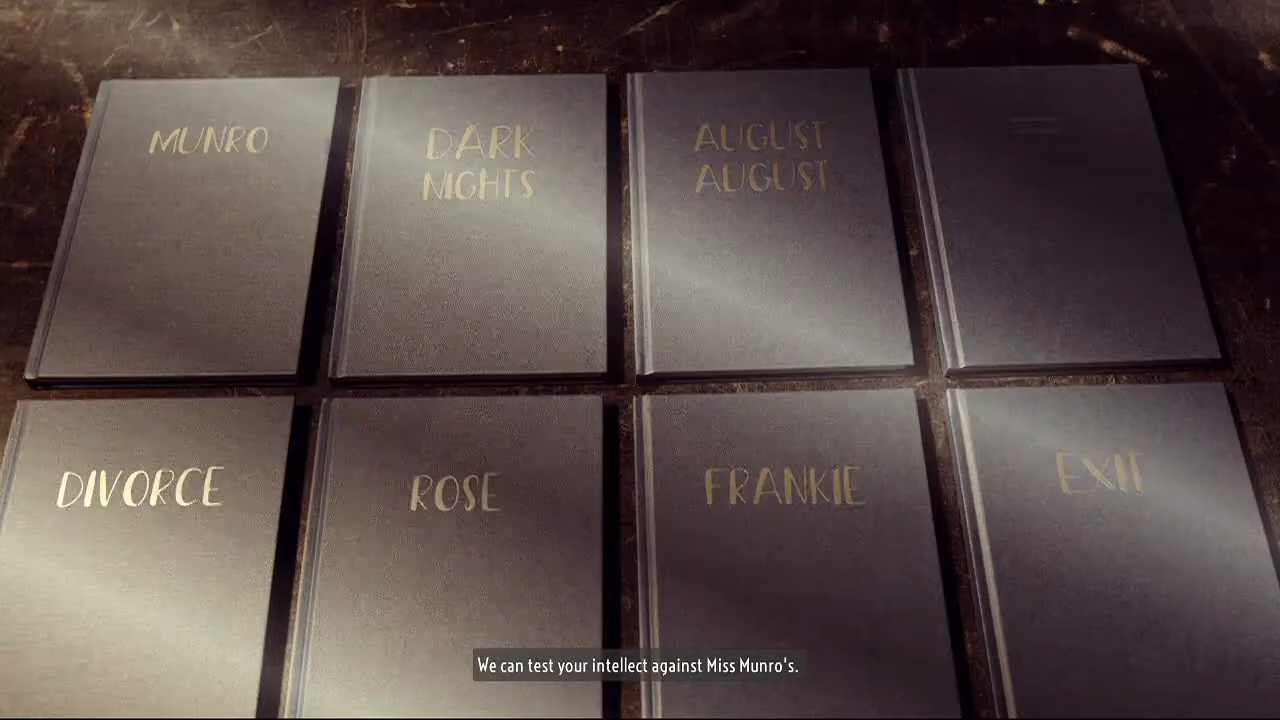 MUNRO
DARK
NIGHTS
AUGUST
AUGUST
DIVORCE
ROSE
FRANKIE
EXIT
We can test your intellect against Miss Munro's.